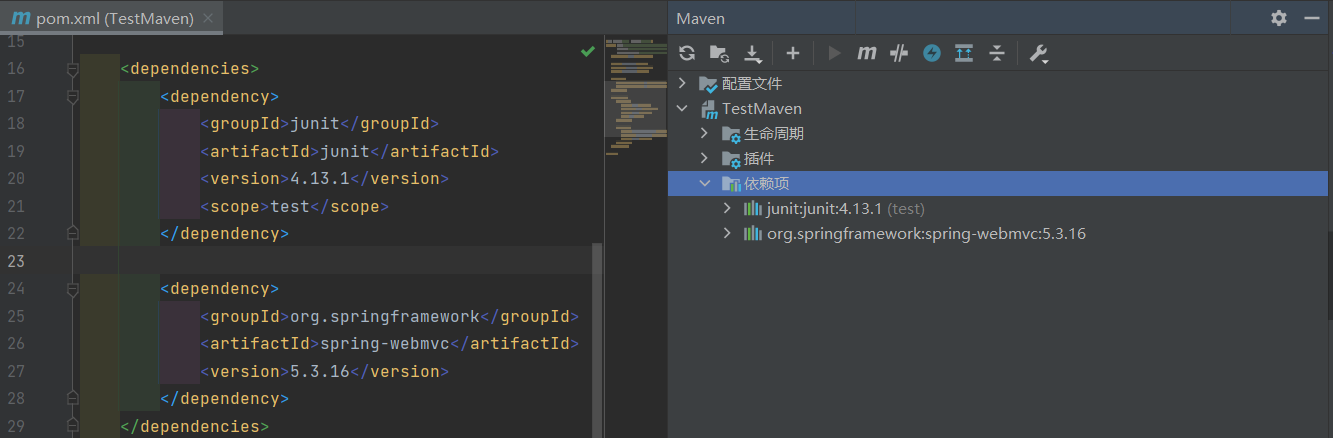 pom.xml (TestMaven)
15
16 <dependencies>
17 <dependency>
18 <groupId>junit</groupId>
19 <artifactId>junit</artifactId>
20 <version>4.13.1</version>
21 <scope>test</scope>
22 </dependency>
23
24 <dependency>
25 <groupId>org.springframework</groupId>
26 <artifactId>spring-webmvc</artifactId>
27 <version>5.3.16</version>
28 </dependency>
29 </dependencies>
Maven
配置文件
TestMaven
生命周期
插件
依赖项
junit:junit:4.13.1 (test)
org.springframework:spring-webmvc:5.3.16